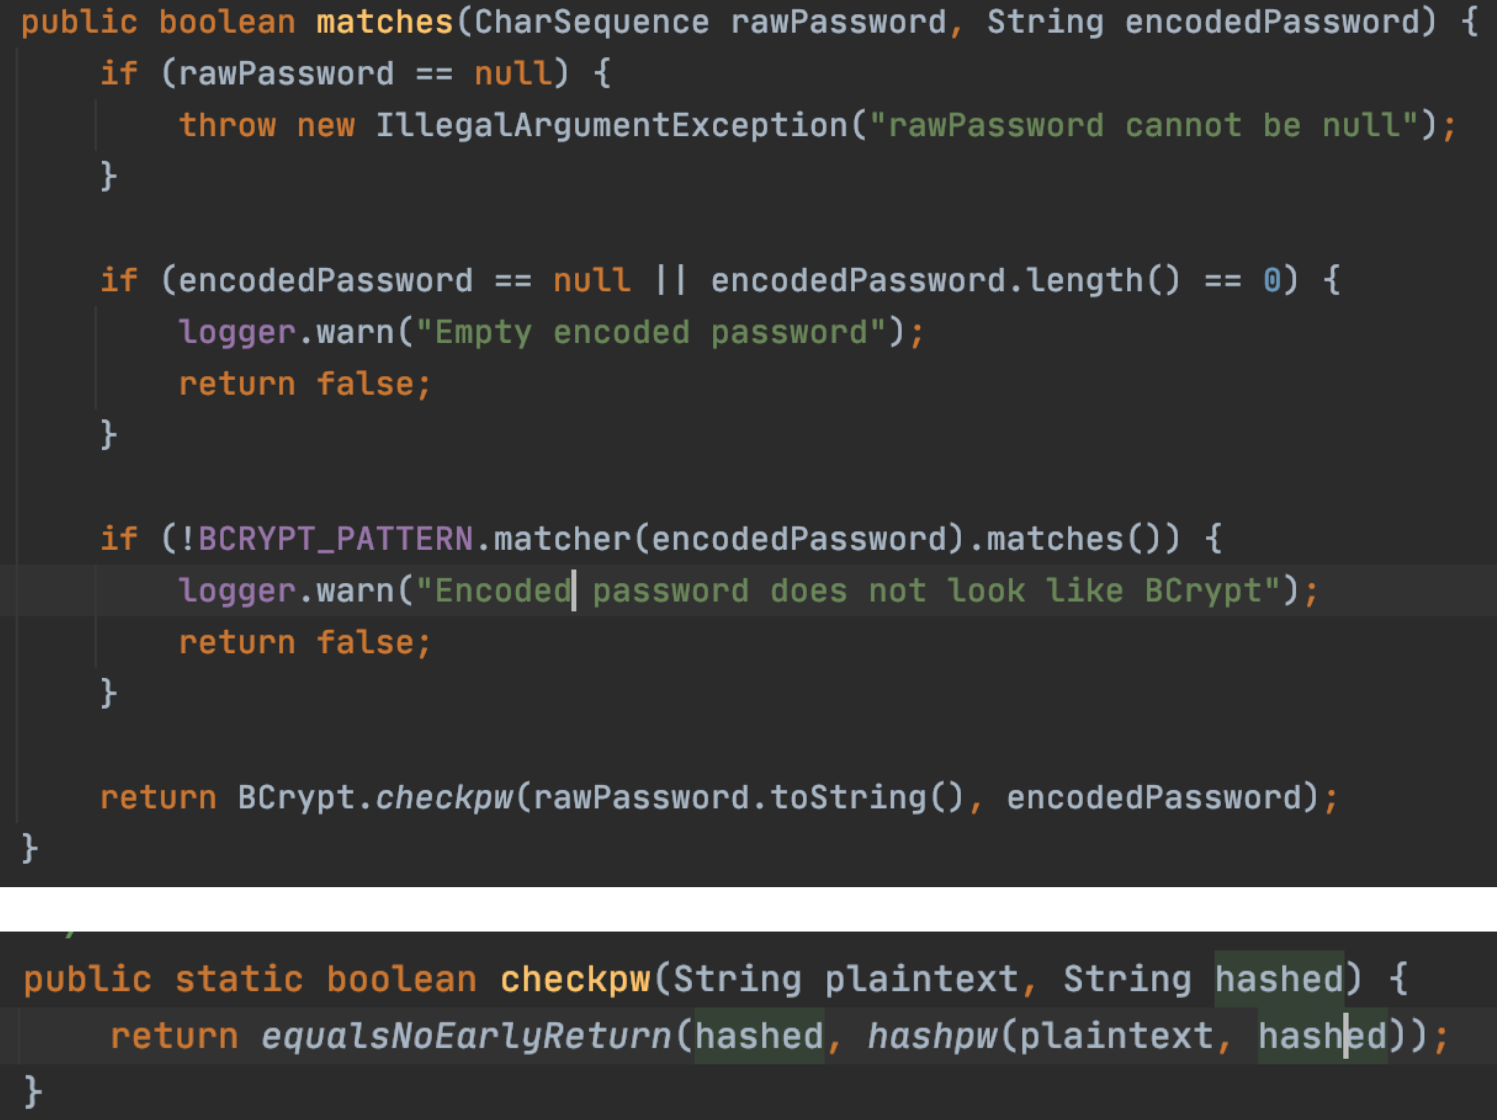 public boolean matches(CharSequence rawPassword, String encodedPassword) {
if (rawPassword == null) {
throw new IllegalArgumentException("rawPassword cannot be null");
}
if (encodedPassword == null || encodedPassword.length() == 0) {
logger.warn("Empty encoded password");
return false;
}
if (!BCRYPT_PATTERN.matcher(encodedPassword).matches()) {
logger.warn("Encoded password does not look like BCrypt");
return false;
}
return BCrypt.checkpw(rawPassword.toString(), encodedPassword);
}
public static boolean checkpw(String plaintext, String hashed) {
return equalsNoEarlyReturn(hashed, hashpw(plaintext, hashed));
}